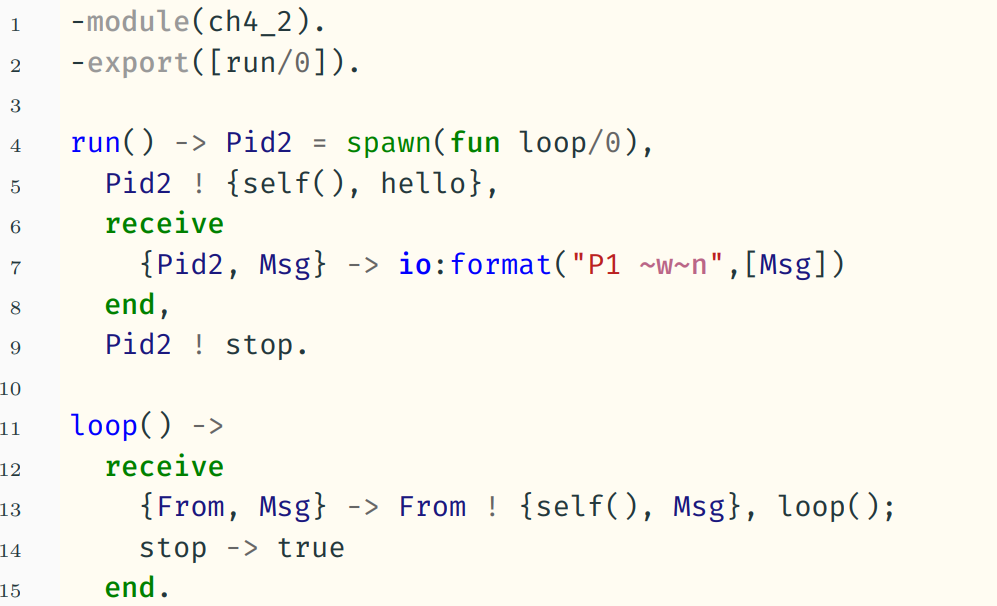 1 -module(ch4_2).
2 -export([run/0]).
3
4 run() -> Pid2 = spawn(fun loop/0),
5   Pid2 ! {self(), hello},
6   receive
7     {Pid2, Msg} -> io:format("P1 ~w~n",[Msg])
8   end,
9   Pid2 ! stop.
10
11 loop() ->
12   receive
13     {From, Msg} -> From ! {self(), Msg}, loop();
14     stop -> true
15   end.